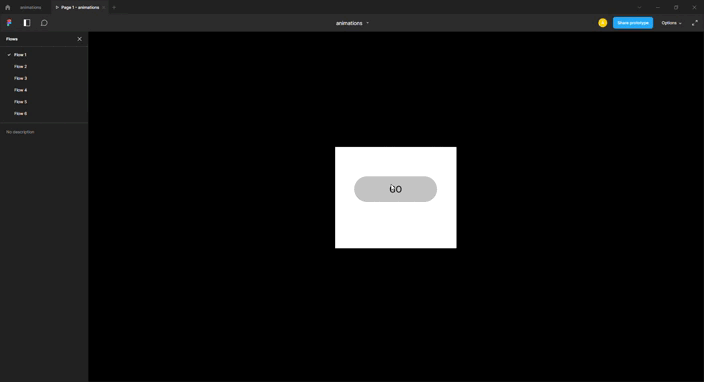 animations
Page 1 - animations
animations
Share prototype
Options
Flows
Flow 1
Flow 2
Flow 3
Flow 4
Flow 5
Flow 6
No description